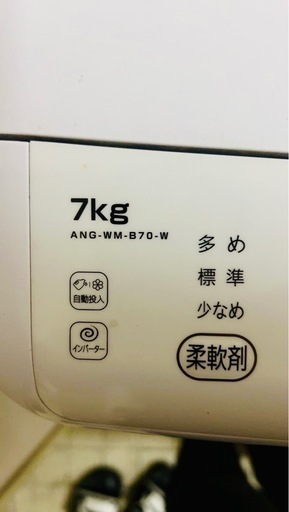 7kg
ANG-WM-B70-W
自動投入
インバーター
多め
標準
少なめ
柔軟剤